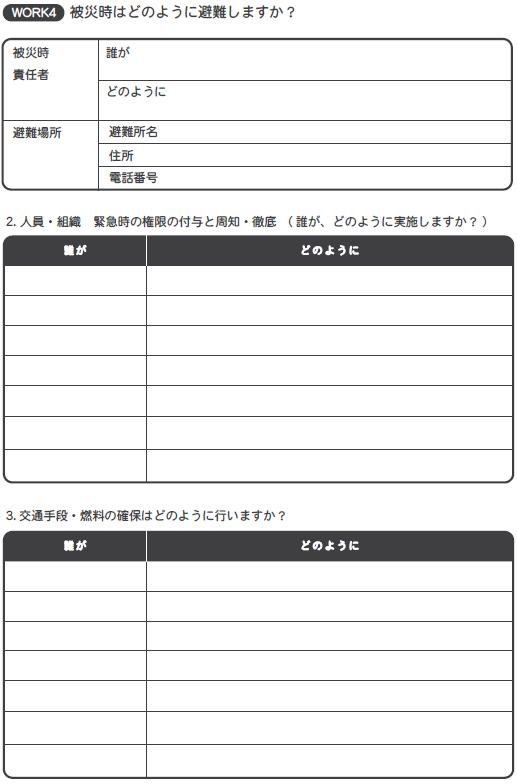 WORK4 被災時はどのように避難しますか？
被災時
責任者
誰が
どのように
避難場所
避難所名
住所
電話番号
2. 人員・組織　緊急時の権限の付与と周知・徹底　（ 誰が、どのように実施しますか？）
誰が　どのように
3. 交通手段・燃料の確保はどのように行いますか？
誰が　どのように